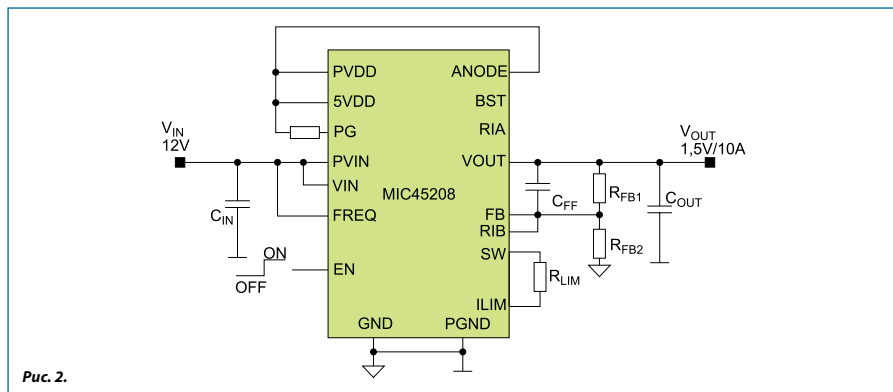 PVDD
ANODE
5VDD
BST
PG
RIA
V_IN
12V
PVIN
VOUT
V_OUT
1,5V/10A
VIN
MIC45208
C_IN
FREQ
C_FF
R_FB1
C_OUT
FB
RIB
R_FB2
SW
ON
OFF
EN
R_LIM
ILIM
GND
PGND
Рис. 2.